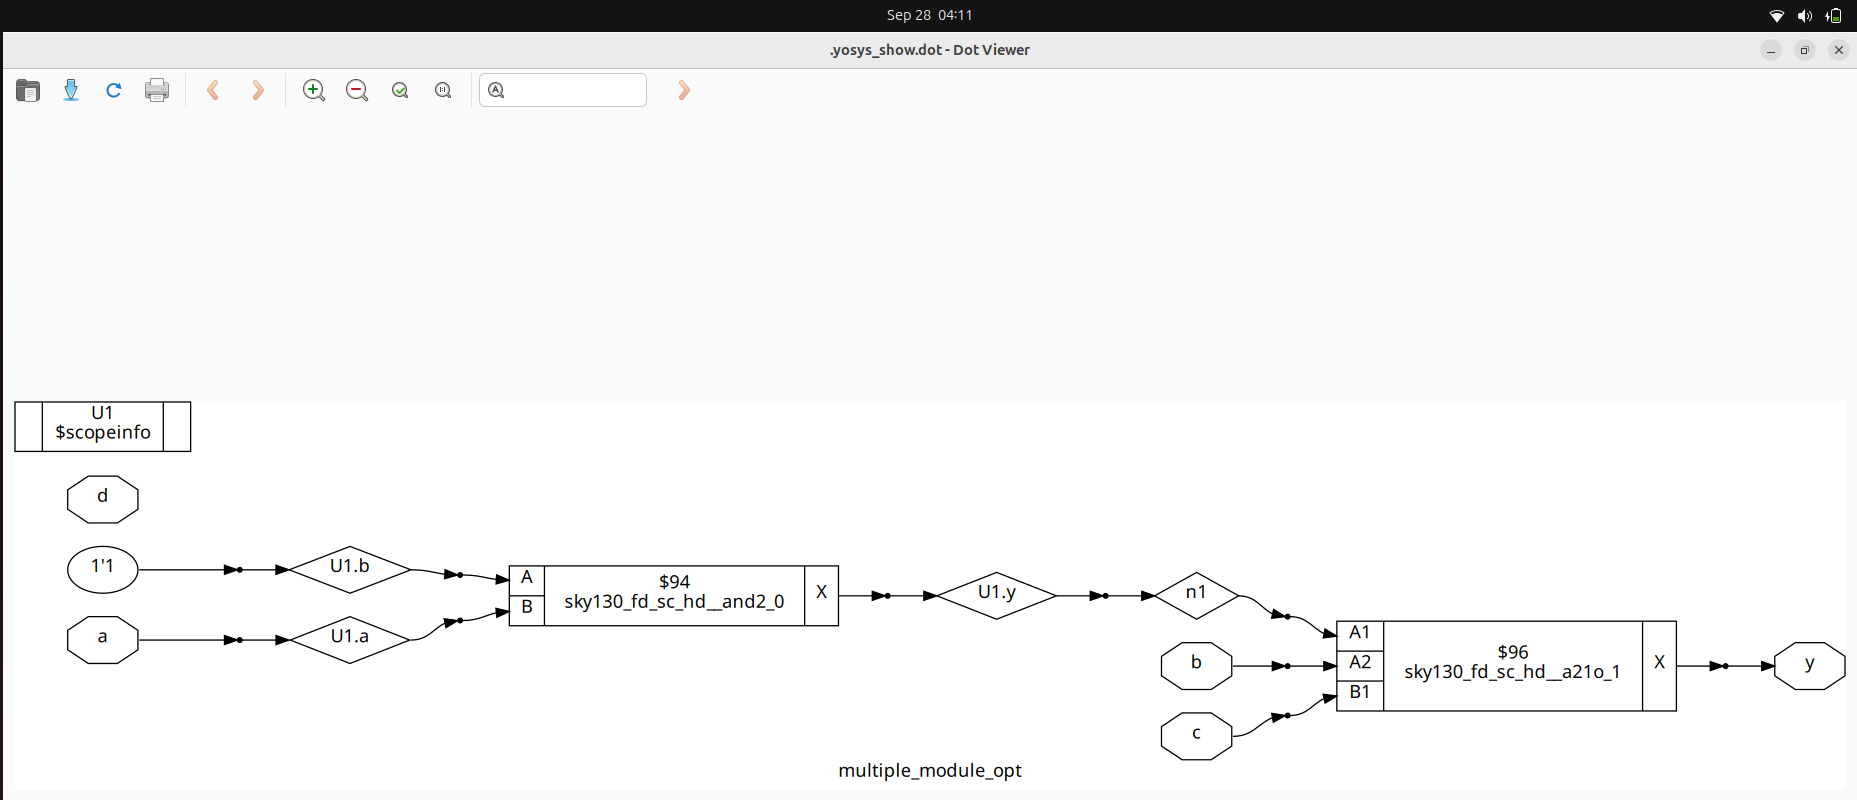 Sep 28 04:11
.yosys_show.dot - Dot Viewer
A
U1
$scopeinfo
d
1'1
U1.b
a
U1.a
A
B
$94
sky130_fd_sc_hd__and2_0
X
U1.y
n1
b
c
A1
A2
B1
$96
sky130_fd_sc_hd__a21o_1
X
y
multiple_module_opt